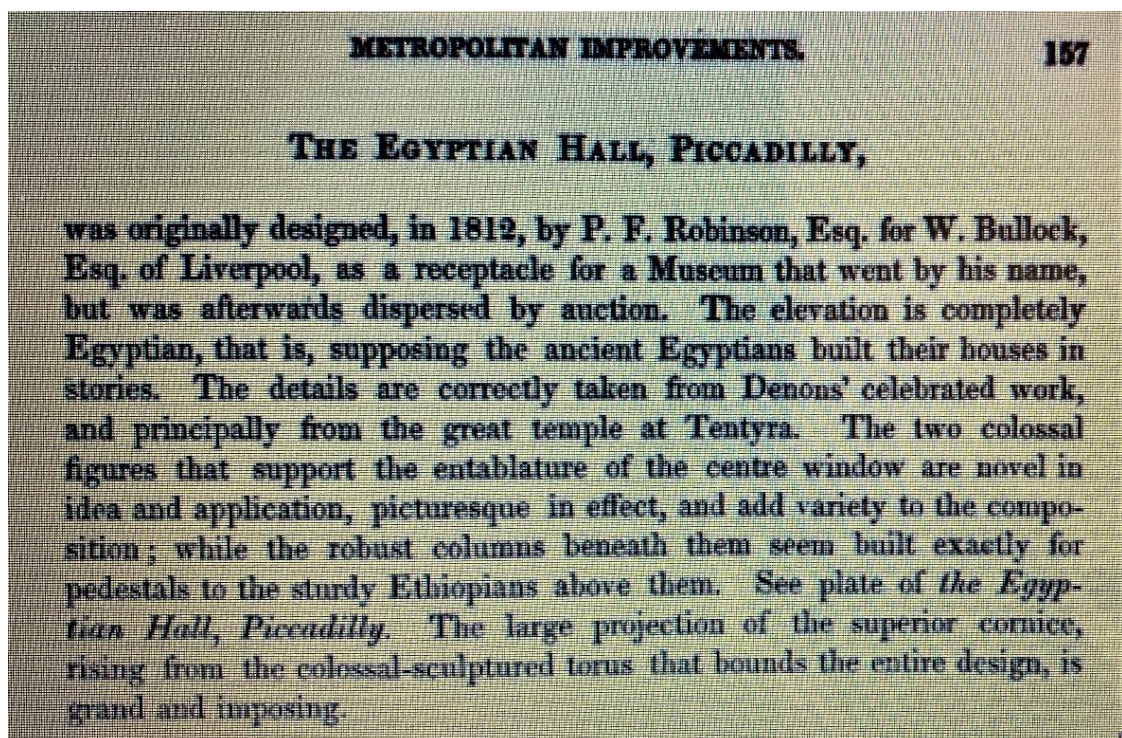 METROPOLITAN IMPROVEMENTS. 157
THE EGYPTIAN HALL, PICCADILLY,
was originally designed, in 1812, by P. F. Robinson, Esq. for W. Bullock,
Esq. of Liverpool, as a receptacle for a Museum that went by his name,
but was afterwards dispersed by auction. The elevation is completely
Egyptian, that is, supposing the ancient Egyptians built their houses in
stories. The details are correctly taken from Denons' celebrated work,
and principally from the great temple at Tentyra. The two colossal
figures that support the entablature of the centre window are novel in
idea and application, picturesque in effect, and add variety to the compo-
sition; while the robust columns beneath them seem built exactly for
pedestals to the sturdy Ethiopians above them. See plate of the Egyp-
tian Hall, Piccadilly. The large projection of the superior cornice,
rising from the colossal-sculptured torus that bounds the entire design, is
grand and imposing.